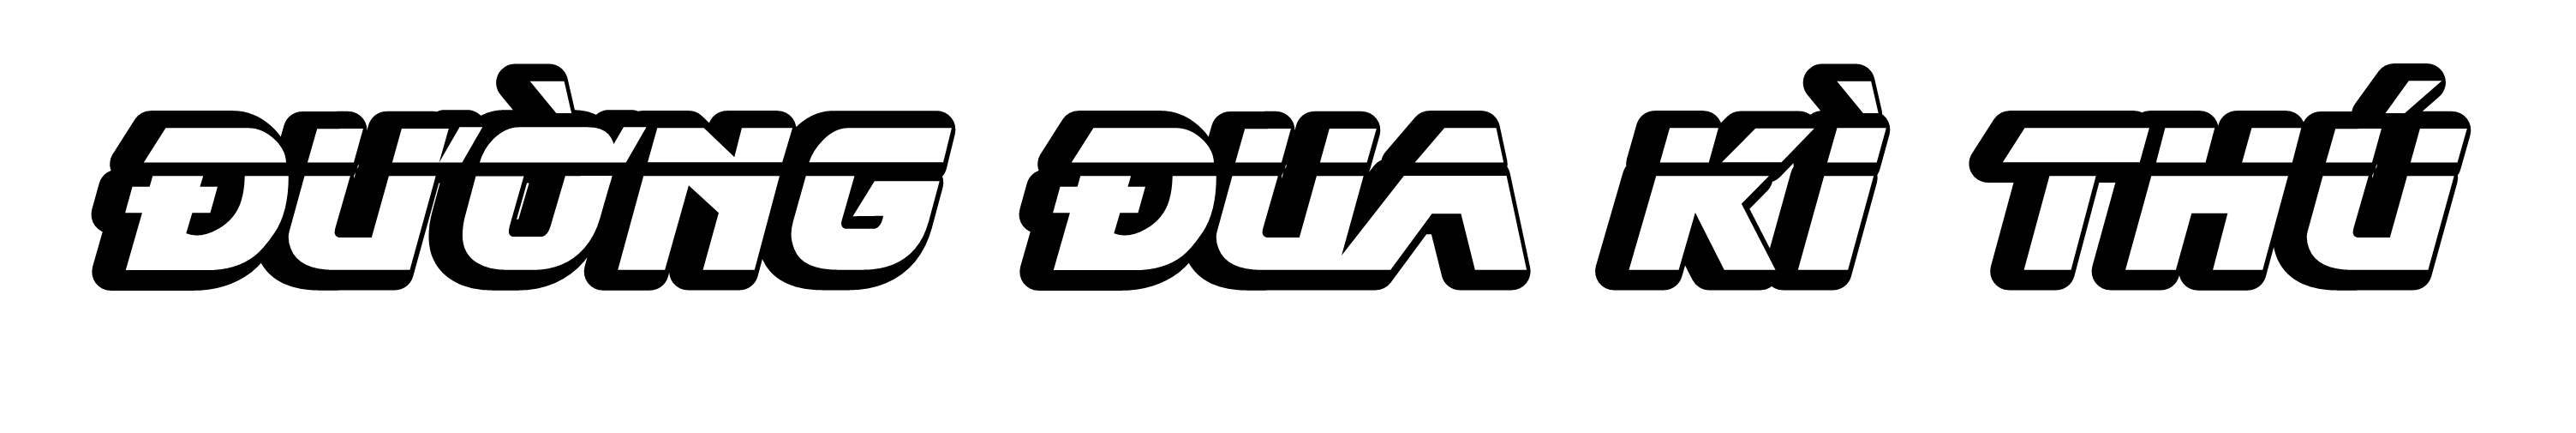 ĐƯỜNG ĐUA KÌ THÚ